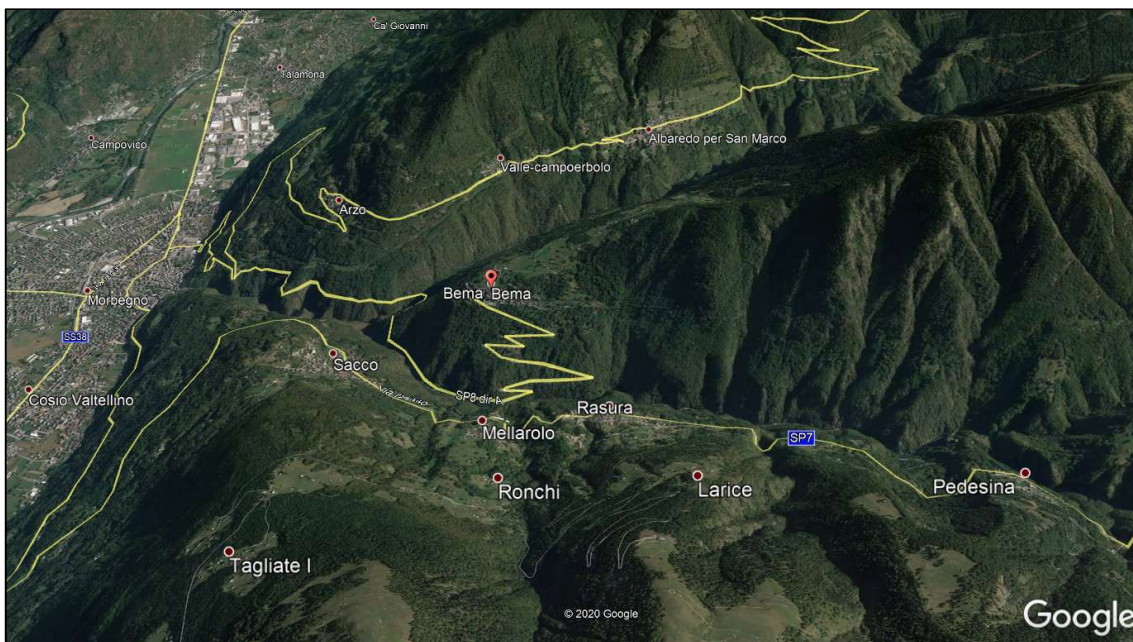 Ca' Giovanni
Talamona
Campovico
Albaredo per San Marco
Valle-campoerbolo
Arzo
Bema Bema
Morbegno
SS38
Sacco
Cosio Valtellino
SP8 dir A
Rasura
Mellarolo
SP7
Ronchi
Larice
Pedesina
Tagliate I
© 2020 Google
Google